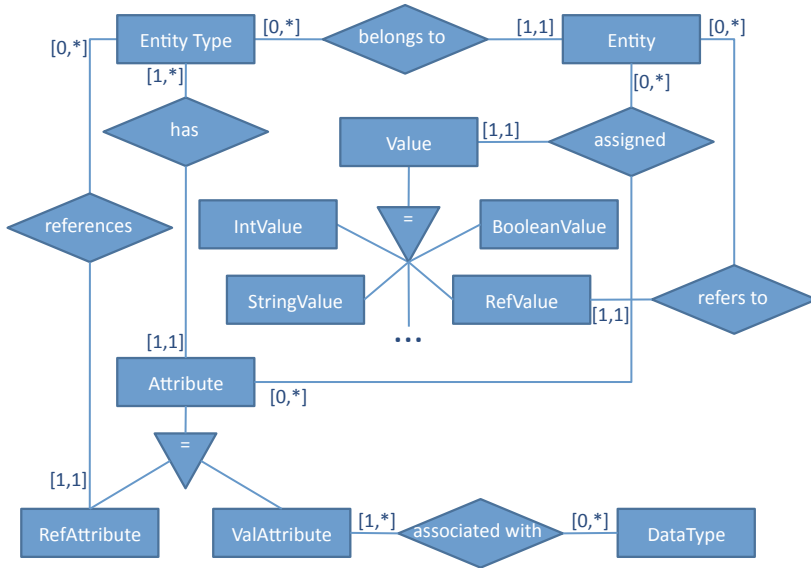 [0,*]
Entity Type
[0,*]
belongs to
[1,1]
Entity
[0,*]
[1,*]
[0,*]
has
Value
[1,1]
assigned
references
IntValue
=
BooleanValue
StringValue
RefValue
refers to
[1,1]
...
[1,1]
Attribute
[0,*]
=
[1,1]
RefAttribute
ValAttribute
[1,*]
associated with
[0,*]
DataType